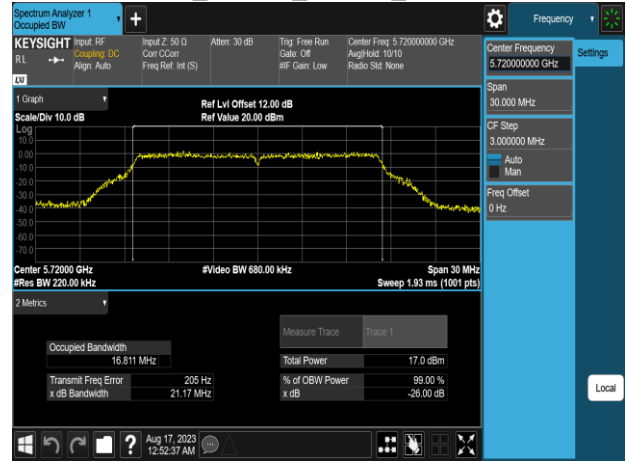 Spectrum Analyzer 1
Occupied BW
Frequency
KEYSIGHT
RL
LXI
Input: RF
Coupling: DC
Align: Auto
Input Z: 50 Ω
Corr CCorr
Freq Ref: Int (S)
Atten: 30 dB
Trig: Free Run
Gate: Off
#IF Gain: Low
Center Freq: 5.720000000 GHz
Avg|Hold: 10/10
Radio Std: None
Center Frequency
5.720000000 GHz
Settings
Span
30.000 MHz
CF Step
3.000000 MHz
Auto
Man
Freq Offset
0 Hz
Local
1 Graph
Scale/Div 10.0 dB
Ref Lvl Offset 12.00 dB
Ref Value 20.00 dBm
Log
10.0
0.00
-10.0
-20.0
-30.0
-40.0
-50.0
-60.0
-70.0
Center 5.72000 GHz
#Res BW 220.00 kHz
#Video BW 680.00 kHz
Span 30 MHz
Sweep 1.93 ms (1001 pts)
2 Metrics
Measure Trace Trace 1
Occupied Bandwidth
16.811 MHz
Total Power 17.0 dBm
Transmit Freq Error 205 Hz
% of OBW Power 99.00 %
x dB Bandwidth 21.17 MHz
x dB -26.00 dB
?
Aug 17, 2023
12:52:37 AM